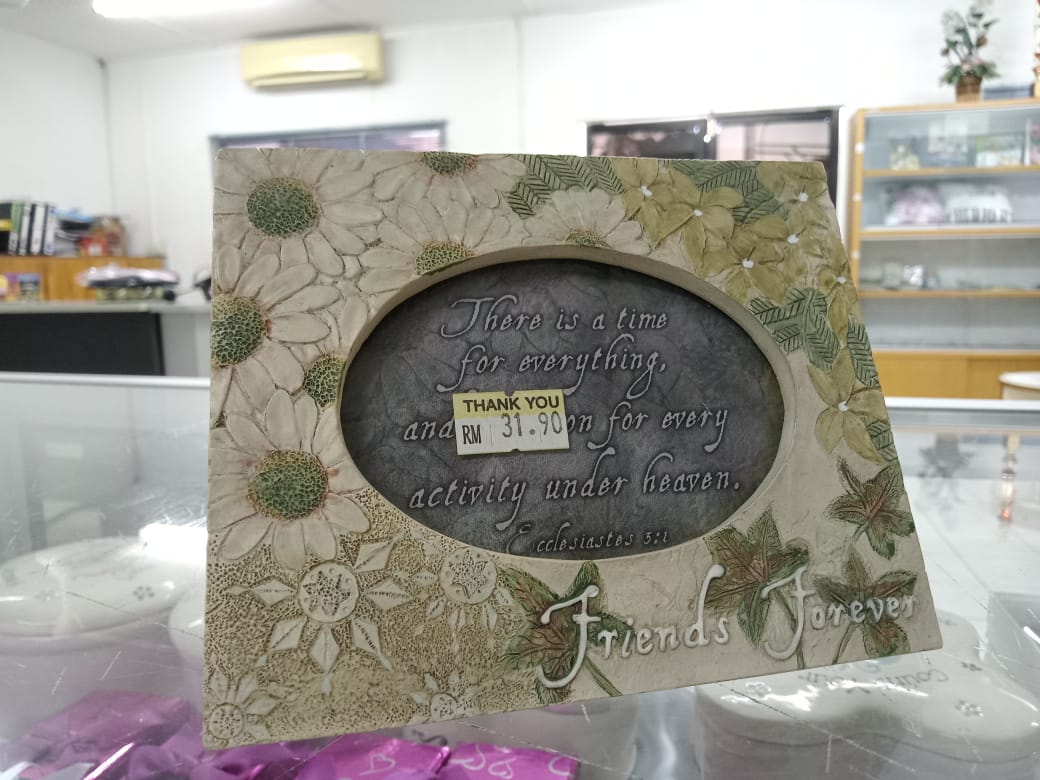 There is a time
for everything,
and
on for every
activity under heaven.
Ecclesiastes 3:1
THANK YOU
RM 31.90
Friends Forever